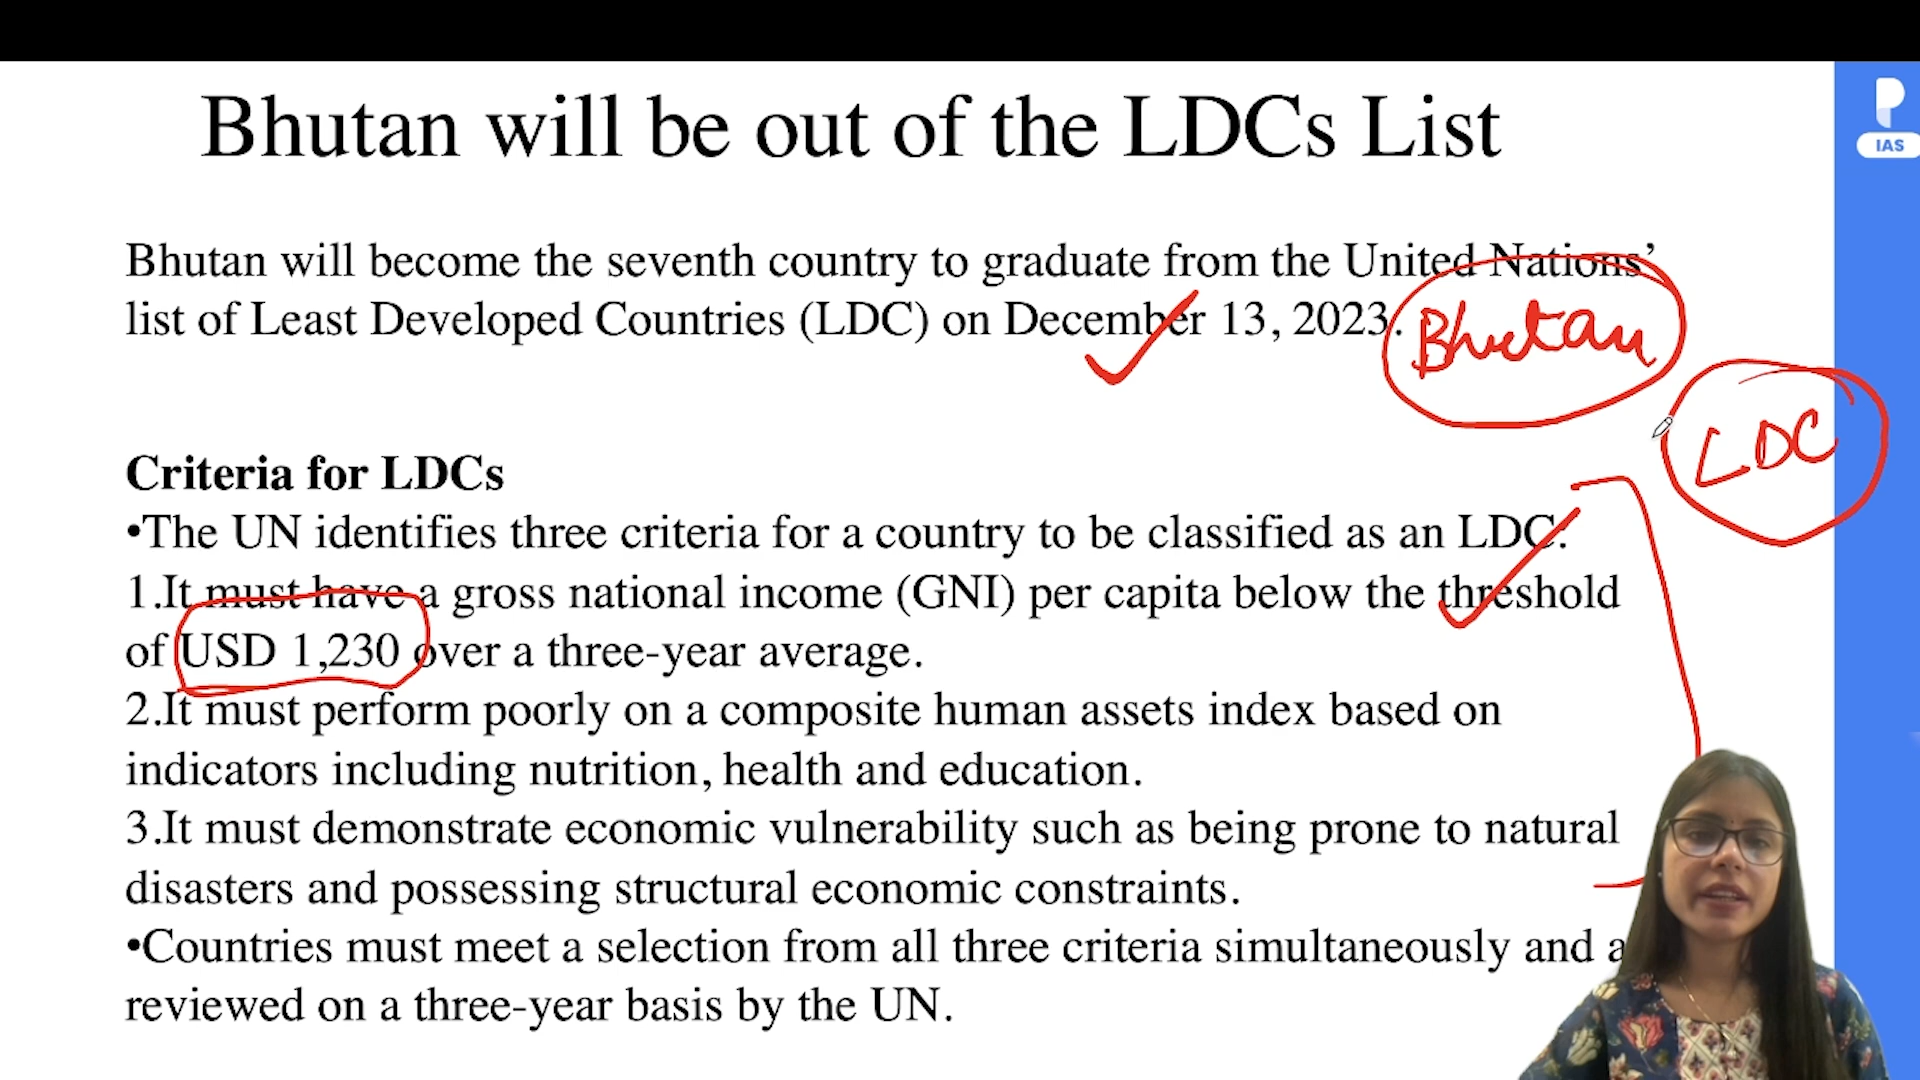 Bhutan will be out of the LDCs List
IAS
Bhutan will become the seventh country to graduate from the United Nations’
list of Least Developed Countries (LDC) on December 13, 2023.
Bhutan
LDC
Criteria for LDCs
•The UN identifies three criteria for a country to be classified as an LDC.
1.It must have a gross national income (GNI) per capita below the threshold
of USD 1,230 over a three-year average.
2.It must perform poorly on a composite human assets index based on
indicators including nutrition, health and education.
3.It must demonstrate economic vulnerability such as being prone to natural
disasters and possessing structural economic constraints.
•Countries must meet a selection from all three criteria simultaneously and
reviewed on a three-year basis by the UN.